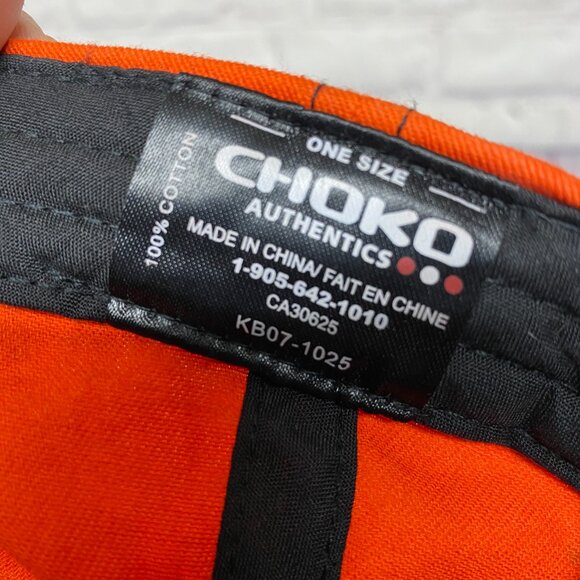 ONE SIZE
CHOKO
AUTHENTICS
100% COTTON
MADE IN CHINA/ FAIT EN CHINE
1-905-642-1010
CA30625
KB07-1025